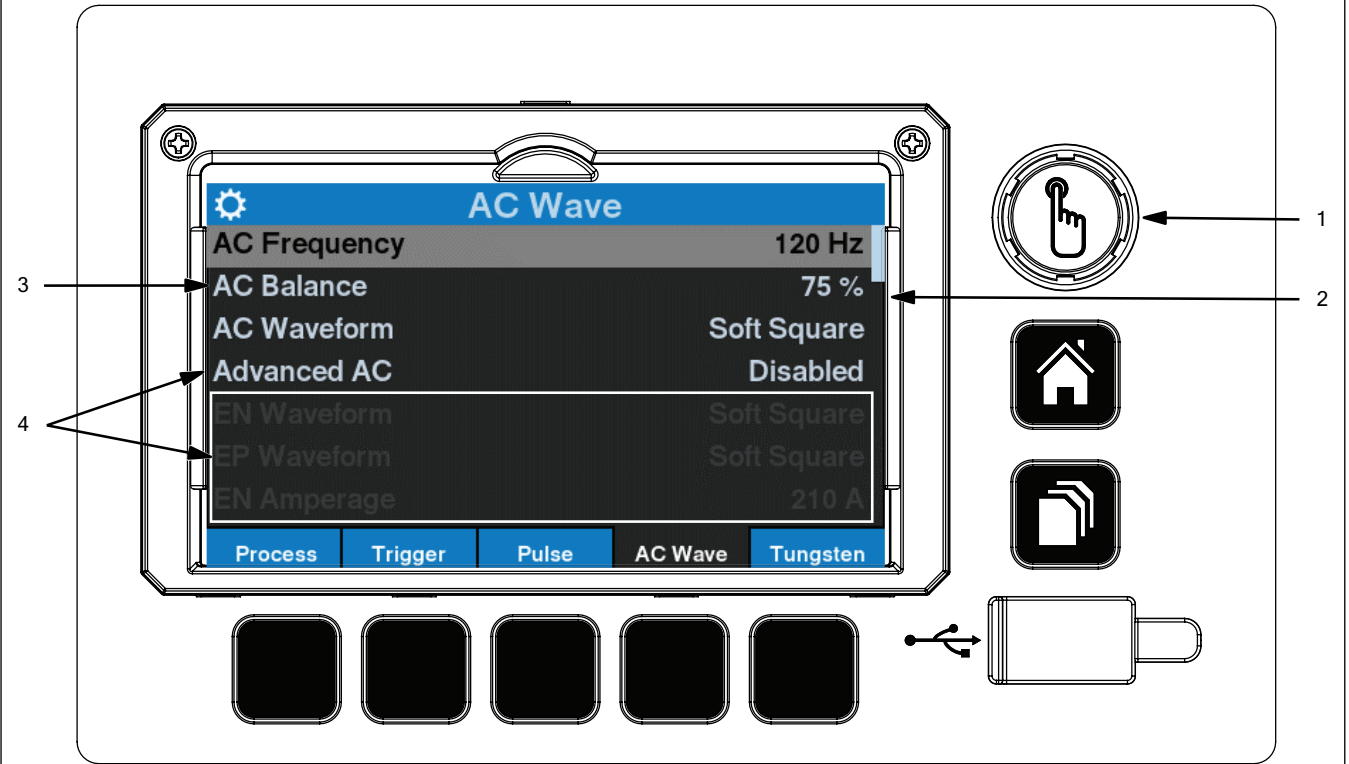 AC Wave
AC Frequency 120 Hz
1
3 AC Balance 75 %
2
AC Waveform Soft Square
Advanced AC Disabled
4
EN Waveform Soft Square
EP Waveform Soft Square
EN Amperage 210 A
Process Trigger Pulse AC Wave Tungsten